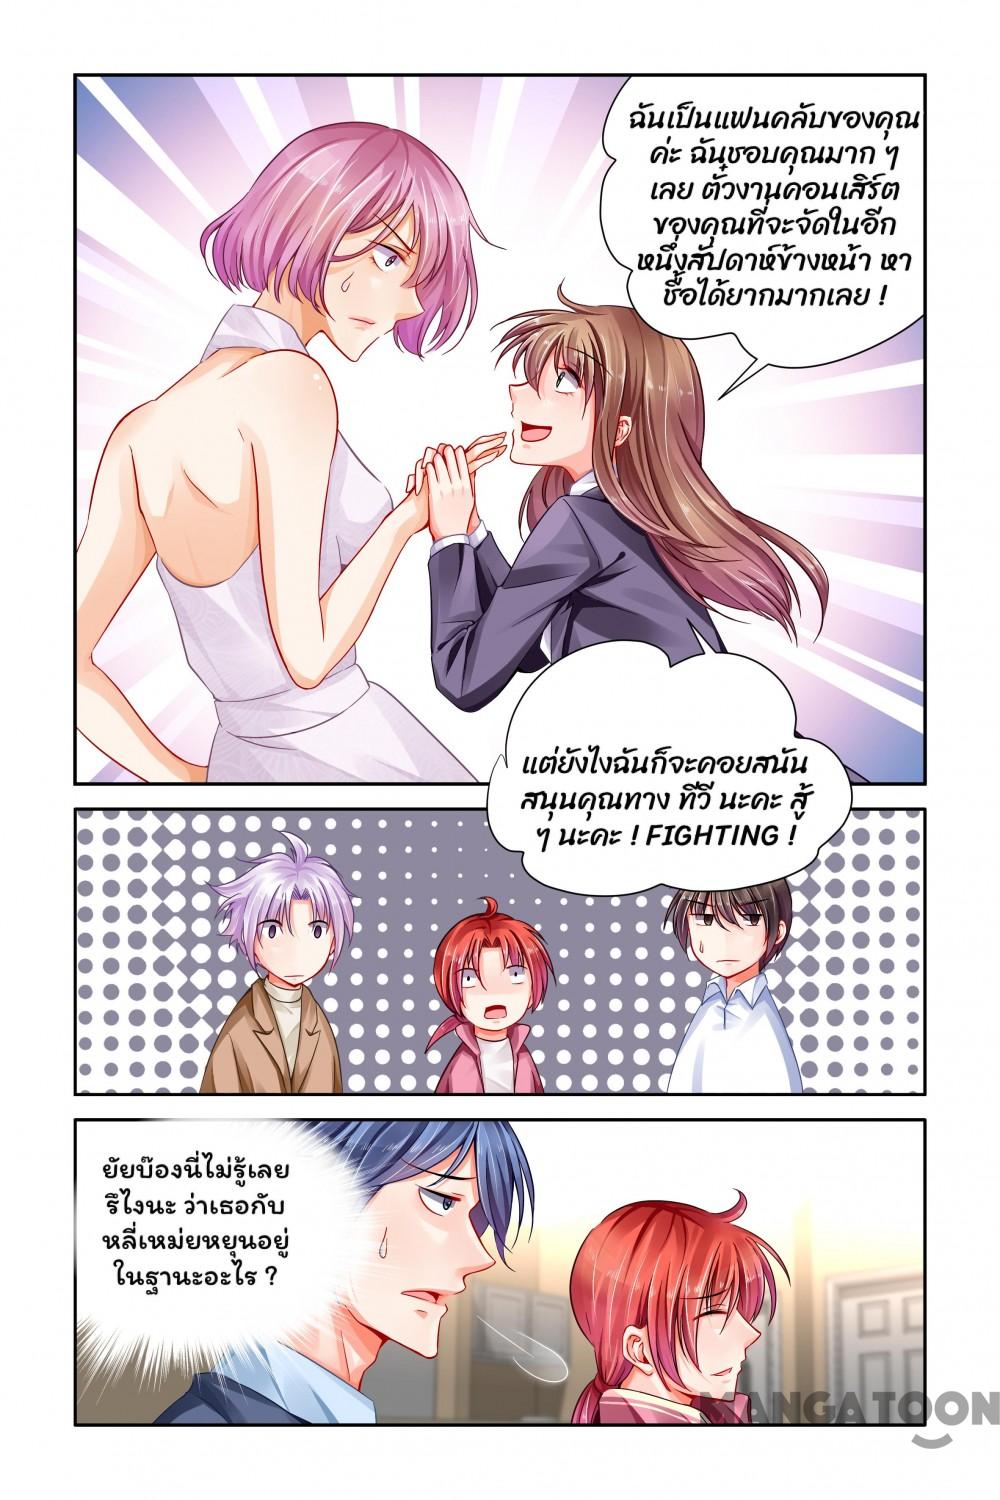 ฉันเป็นแฟนคลับของคุณ
ค่ะ ฉันชอบคุณมาก ๆ
เลย ตั๋วงานคอนเสิร์ต
ของคุณที่จะจัดในอีก
หนึ่งสัปดาห์ข้างหน้า หา
ซื้อได้ยากมากเลย !
แต่ยังไงฉันก็จะคอยสนับ
สนุนคุณทาง ทีวี นะคะ สู้
ๆ นะคะ ! FIGHTING !
ยัยบ๊องนี่ไม่รู้เลย
รึไงนะ ว่าเธอกับ
หลี่เหม่ยหยุนอยู่
ในฐานะอะไร ?
MANGATOON